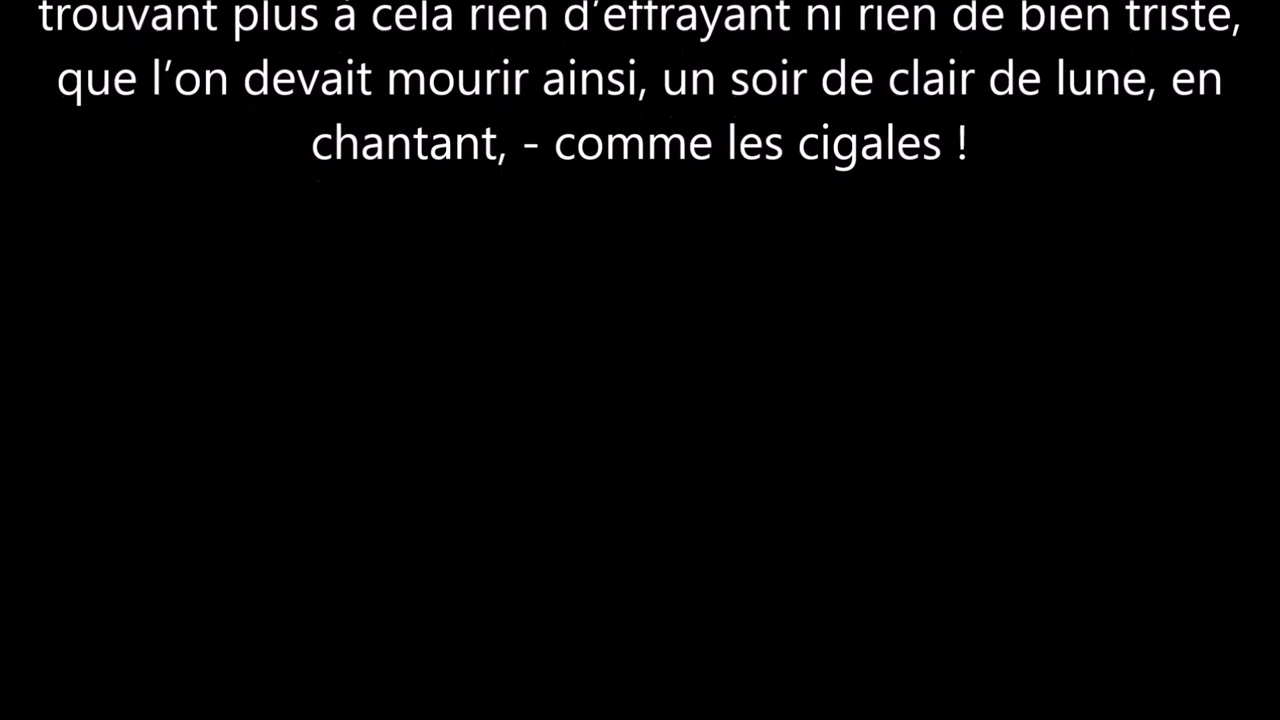 trouvant plus à cela rien d’effrayant ni rien de bien triste,
que l’on devait mourir ainsi, un soir de clair de lune, en
chantant, - comme les cigales !